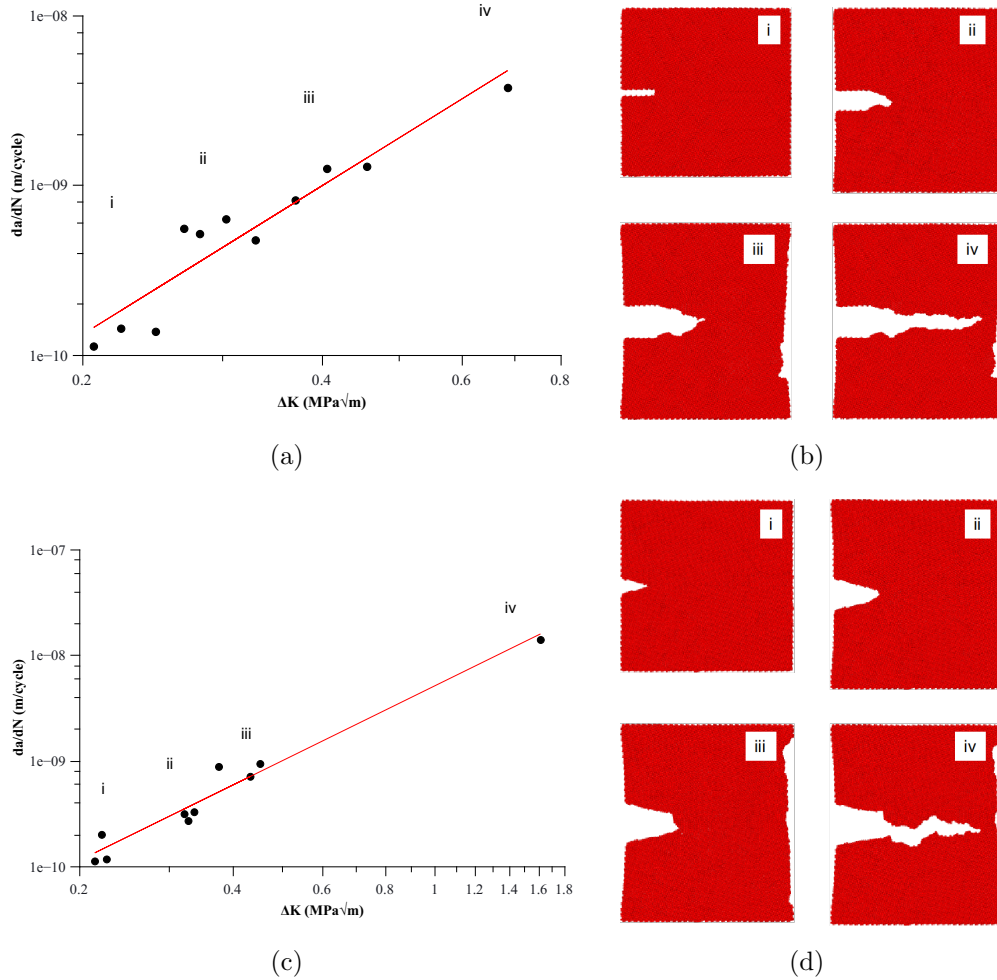 1e−08
1e−09
1e−10
da/dN (m/cycle)
i
ii
iii
iv
0.2
0.4
0.6
0.8
ΔK (MPa√m)
(a)
i
ii
iii
iv
(b)
1e−07
1e−08
1e−09
1e−10
da/dN (m/cycle)
i
ii
iii
iv
0.2
0.4
0.6
0.8
1
1.2
1.4
1.6
1.8
ΔK (MPa√m)
(c)
i
ii
iii
iv
(d)